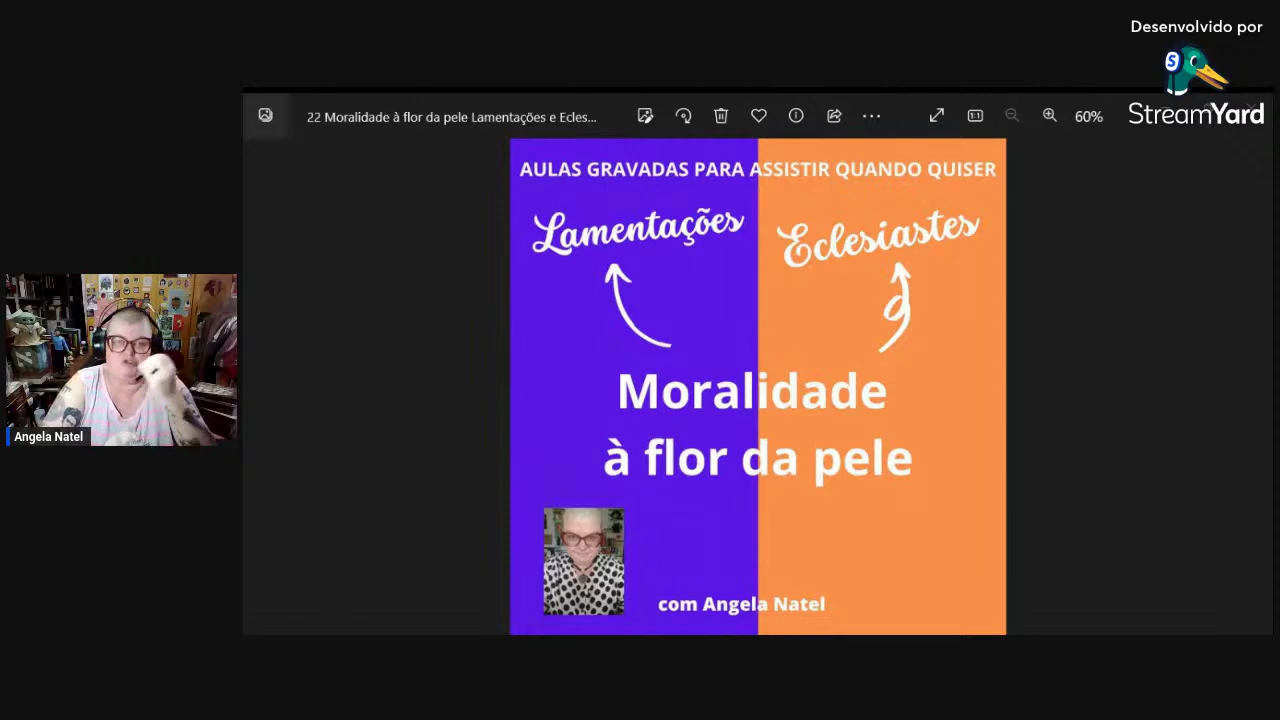 Desenvolvido por
StreamYard
22 Moralidade à flor da pele Lamentações e Ecles...
60%
AULAS GRAVADAS PARA ASSISTIR QUANDO QUISER
Lamentações
Eclesiastes
Moralidade
à flor da pele
com Angela Natel
Angela Natel